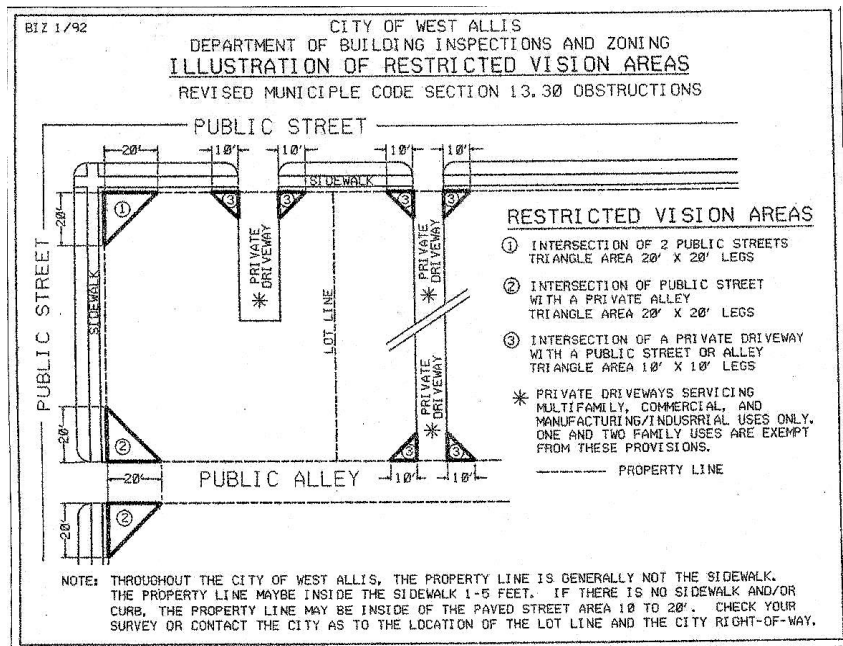 BIZ 1/92
CITY OF WEST ALLIS
DEPARTMENT OF BUILDING INSPECTIONS AND ZONING
ILLUSTRATION OF RESTRICTED VISION AREAS
REVISED MUNICIPLE CODE SECTION 13.30 OBSTRUCTIONS
PUBLIC STREET
20'
10'
10'
10'
10'
SIDEWALK
20'
1
3
3
3
3
PUBLIC STREET
SIDEWALK
* PRIVATE DRIVEWAY
LOT LINE
* PRIVATE DRIVEWAY
* PRIVATE DRIVEWAY
20'
2
3
3
20'
PUBLIC ALLEY
10'
10'
20'
2
RESTRICTED VISION AREAS
1 INTERSECTION OF 2 PUBLIC STREETS
TRIANGLE AREA 20' X 20' LEGS
2 INTERSECTION OF PUBLIC STREET
WITH A PRIVATE ALLEY
TRIANGLE AREA 20' X 20' LEGS
3 INTERSECTION OF A PRIVATE DRIVEWAY
WITH A PUBLIC STREET OR ALLEY
TRIANGLE AREA 10' X 10' LEGS
* PRIVATE DRIVEWAYS SERVICING
MULTIFAMILY, COMMERCIAL, AND
MANUFACTURING/INDUSRRIAL USES ONLY.
ONE AND TWO FAMILY USES ARE EXEMPT
FROM THESE PROVISIONS.
PROPERTY LINE
NOTE: THROUGHOUT THE CITY OF WEST ALLIS, THE PROPERTY LINE IS GENERALLY NOT THE SIDEWALK.
THE PROPERTY LINE MAYBE INSIDE THE SIDEWALK 1-5 FEET. IF THERE IS NO SIDEWALK AND/OR
CURB, THE PROPERTY LINE MAY BE INSIDE OF THE PAVED STREET AREA 10 TO 20'. CHECK YOUR
SURVEY OR CONTACT THE CITY AS TO THE LOCATION OF THE LOT LINE AND THE CITY RIGHT-OF-WAY.